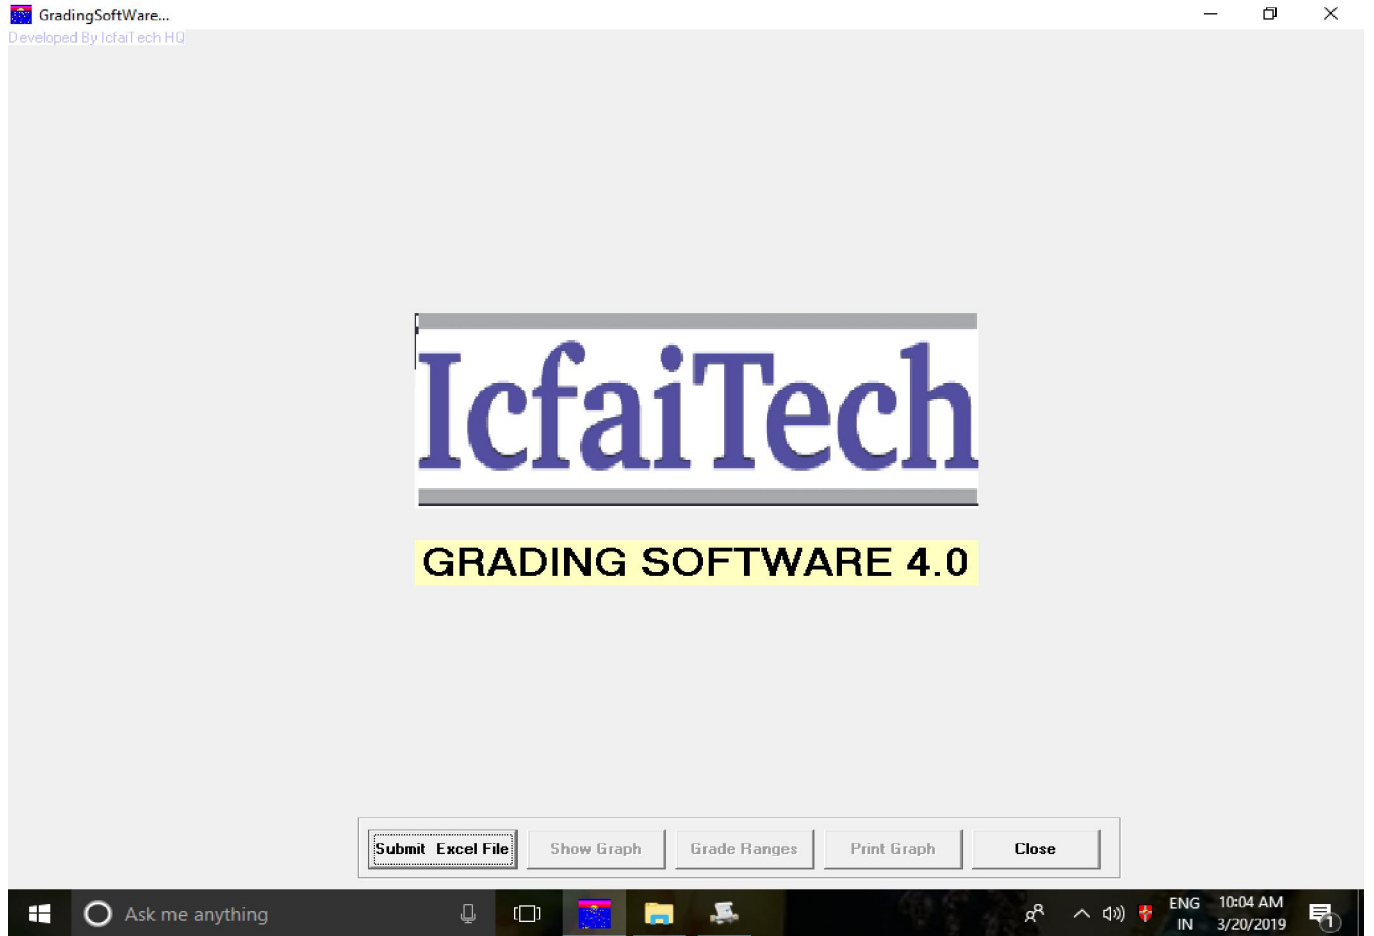 GradingSoftWare...
Developed By IcfaiTech HQ
IcfaiTech
GRADING SOFTWARE 4.0
Submit Excel File Show Graph Grade Ranges Print Graph Close
Ask me anything ENG 10:04 AM
IN 3/20/2019 1